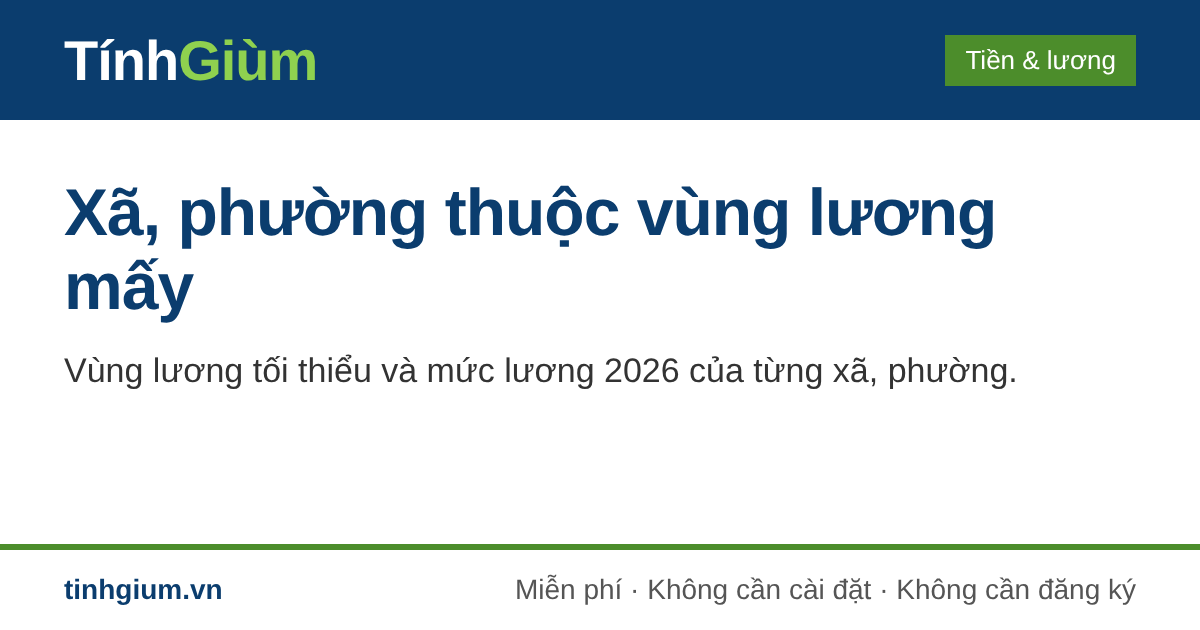 TínhGiùm
Tiền & lương
Xã, phường thuộc vùng lương
mấy
Vùng lương tối thiểu và mức lương 2026 của từng xã, phường.
tinhgium.vn
Miễn phí · Không cần cài đặt · Không cần đăng ký